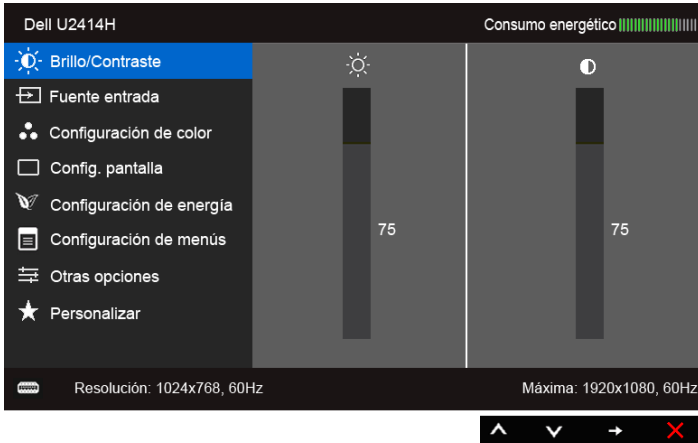 Dell U2414H
Consumo energético
Brillo/Contraste
Fuente entrada
Configuración de color
Config. pantalla
Configuración de energía
Configuración de menús
Otras opciones
Personalizar
75
75
Resolución: 1024x768, 60Hz
Máxima: 1920x1080, 60Hz